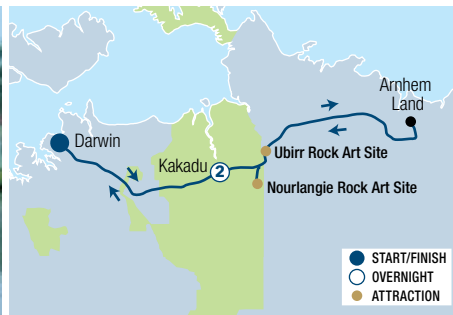 Arnhem
Land
Darwin
Ubirr Rock Art Site
Kakadu
2
Nourlangie Rock Art Site
START/FINISH
OVERNIGHT
ATTRACTION